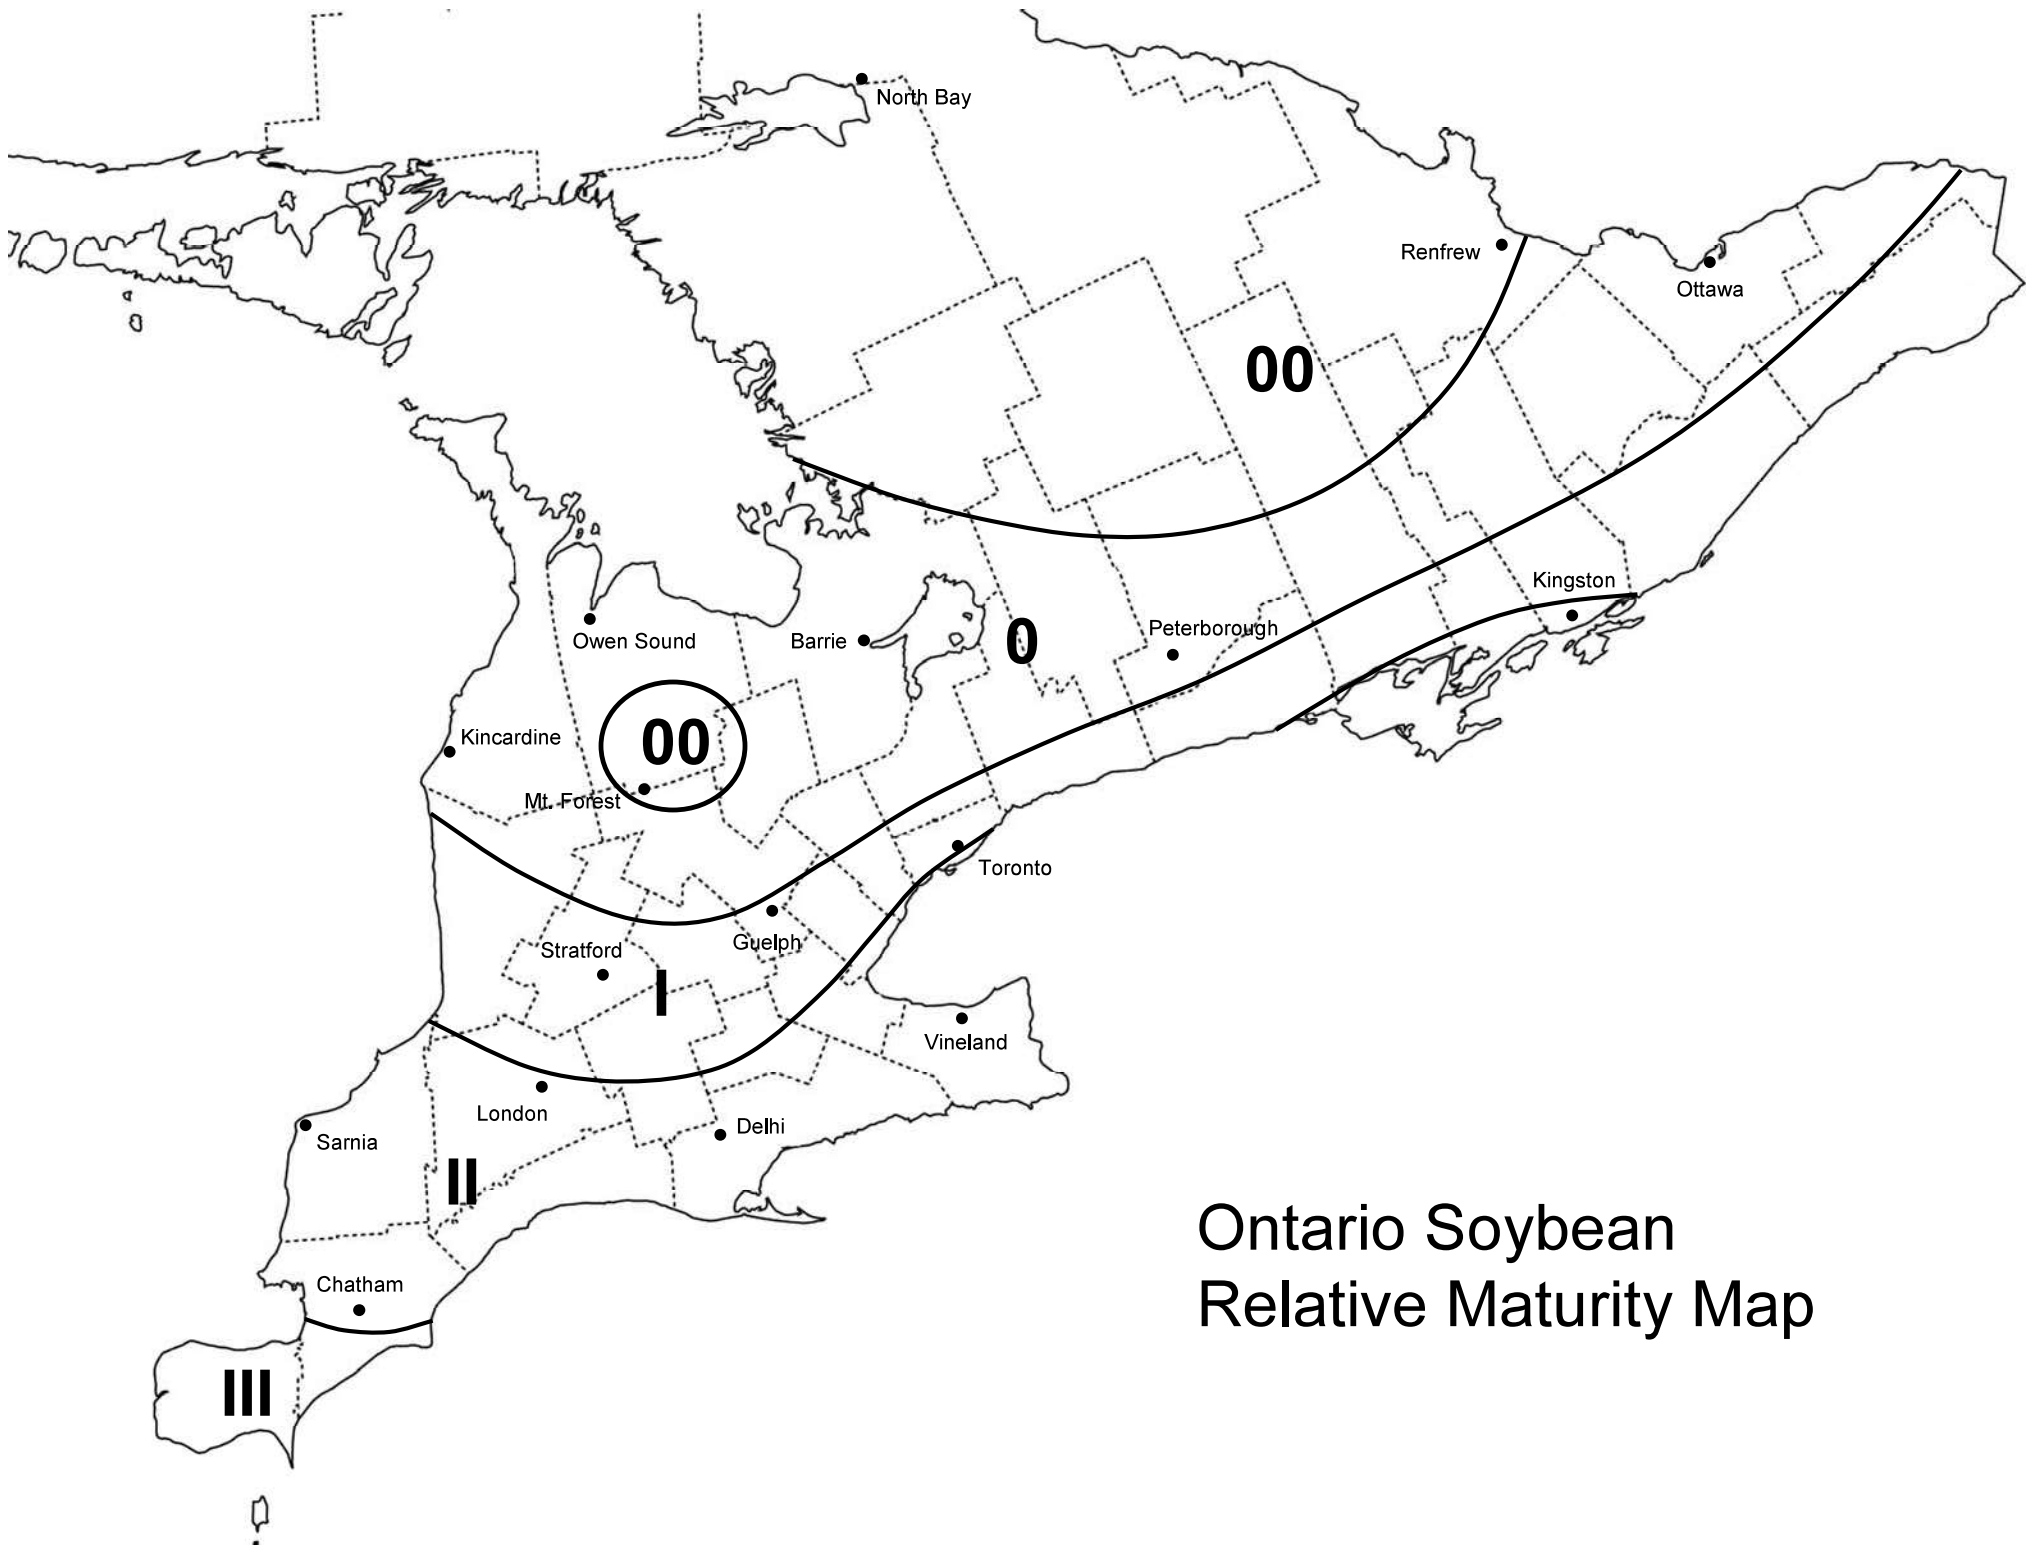 North Bay
Renfrew
Ottawa
00
Kingston
Owen Sound
Barrie
0
Peterborough
Kincardine
00
Mt. Forest
Toronto
Stratford
Guelph
I
Vineland
London
Delhi
Sarnia
II
Chatham
III
Ontario Soybean
Relative Maturity Map